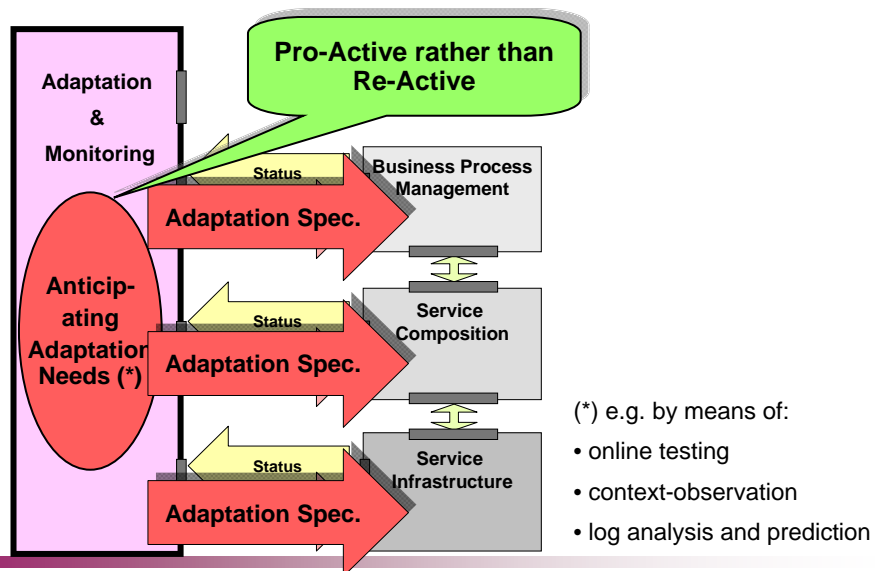 Pro-Active rather than
Re-Active
Adaptation
&
Monitoring
Anticip-
ating
Adaptation
Needs (*)
Status
Adaptation Spec.
Business Process
Management
Status
Adaptation Spec.
Service
Composition
Status
Adaptation Spec.
Service
Infrastructure
(*) e.g. by means of:
• online testing
• context-observation
• log analysis and prediction